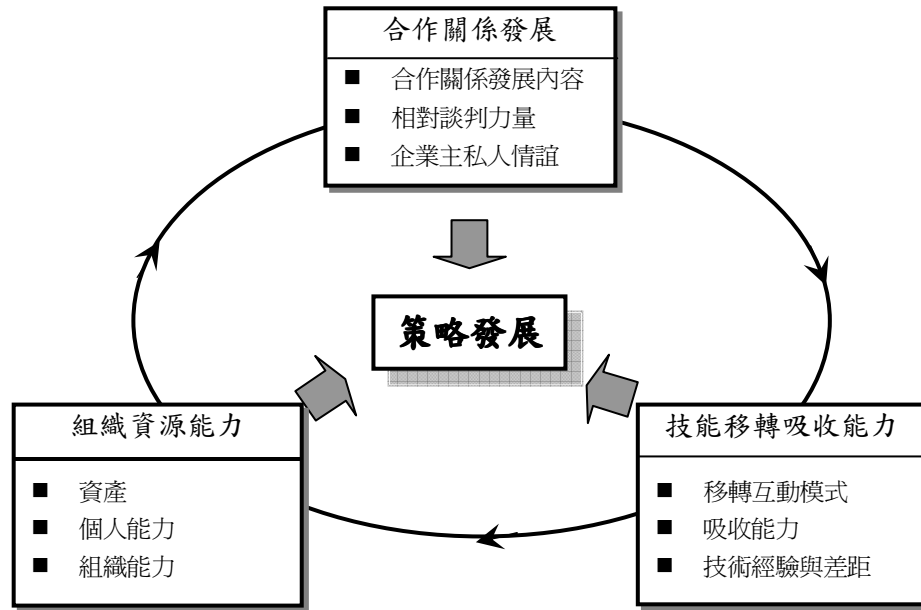 合作關係發展
■ 合作關係發展內容
■ 相對談判力量
■ 企業主私人情誼
策略發展
組織資源能力
■ 資產
■ 個人能力
■ 組織能力
技能移轉吸收能力
■ 移轉互動模式
■ 吸收能力
■ 技術經驗與差距